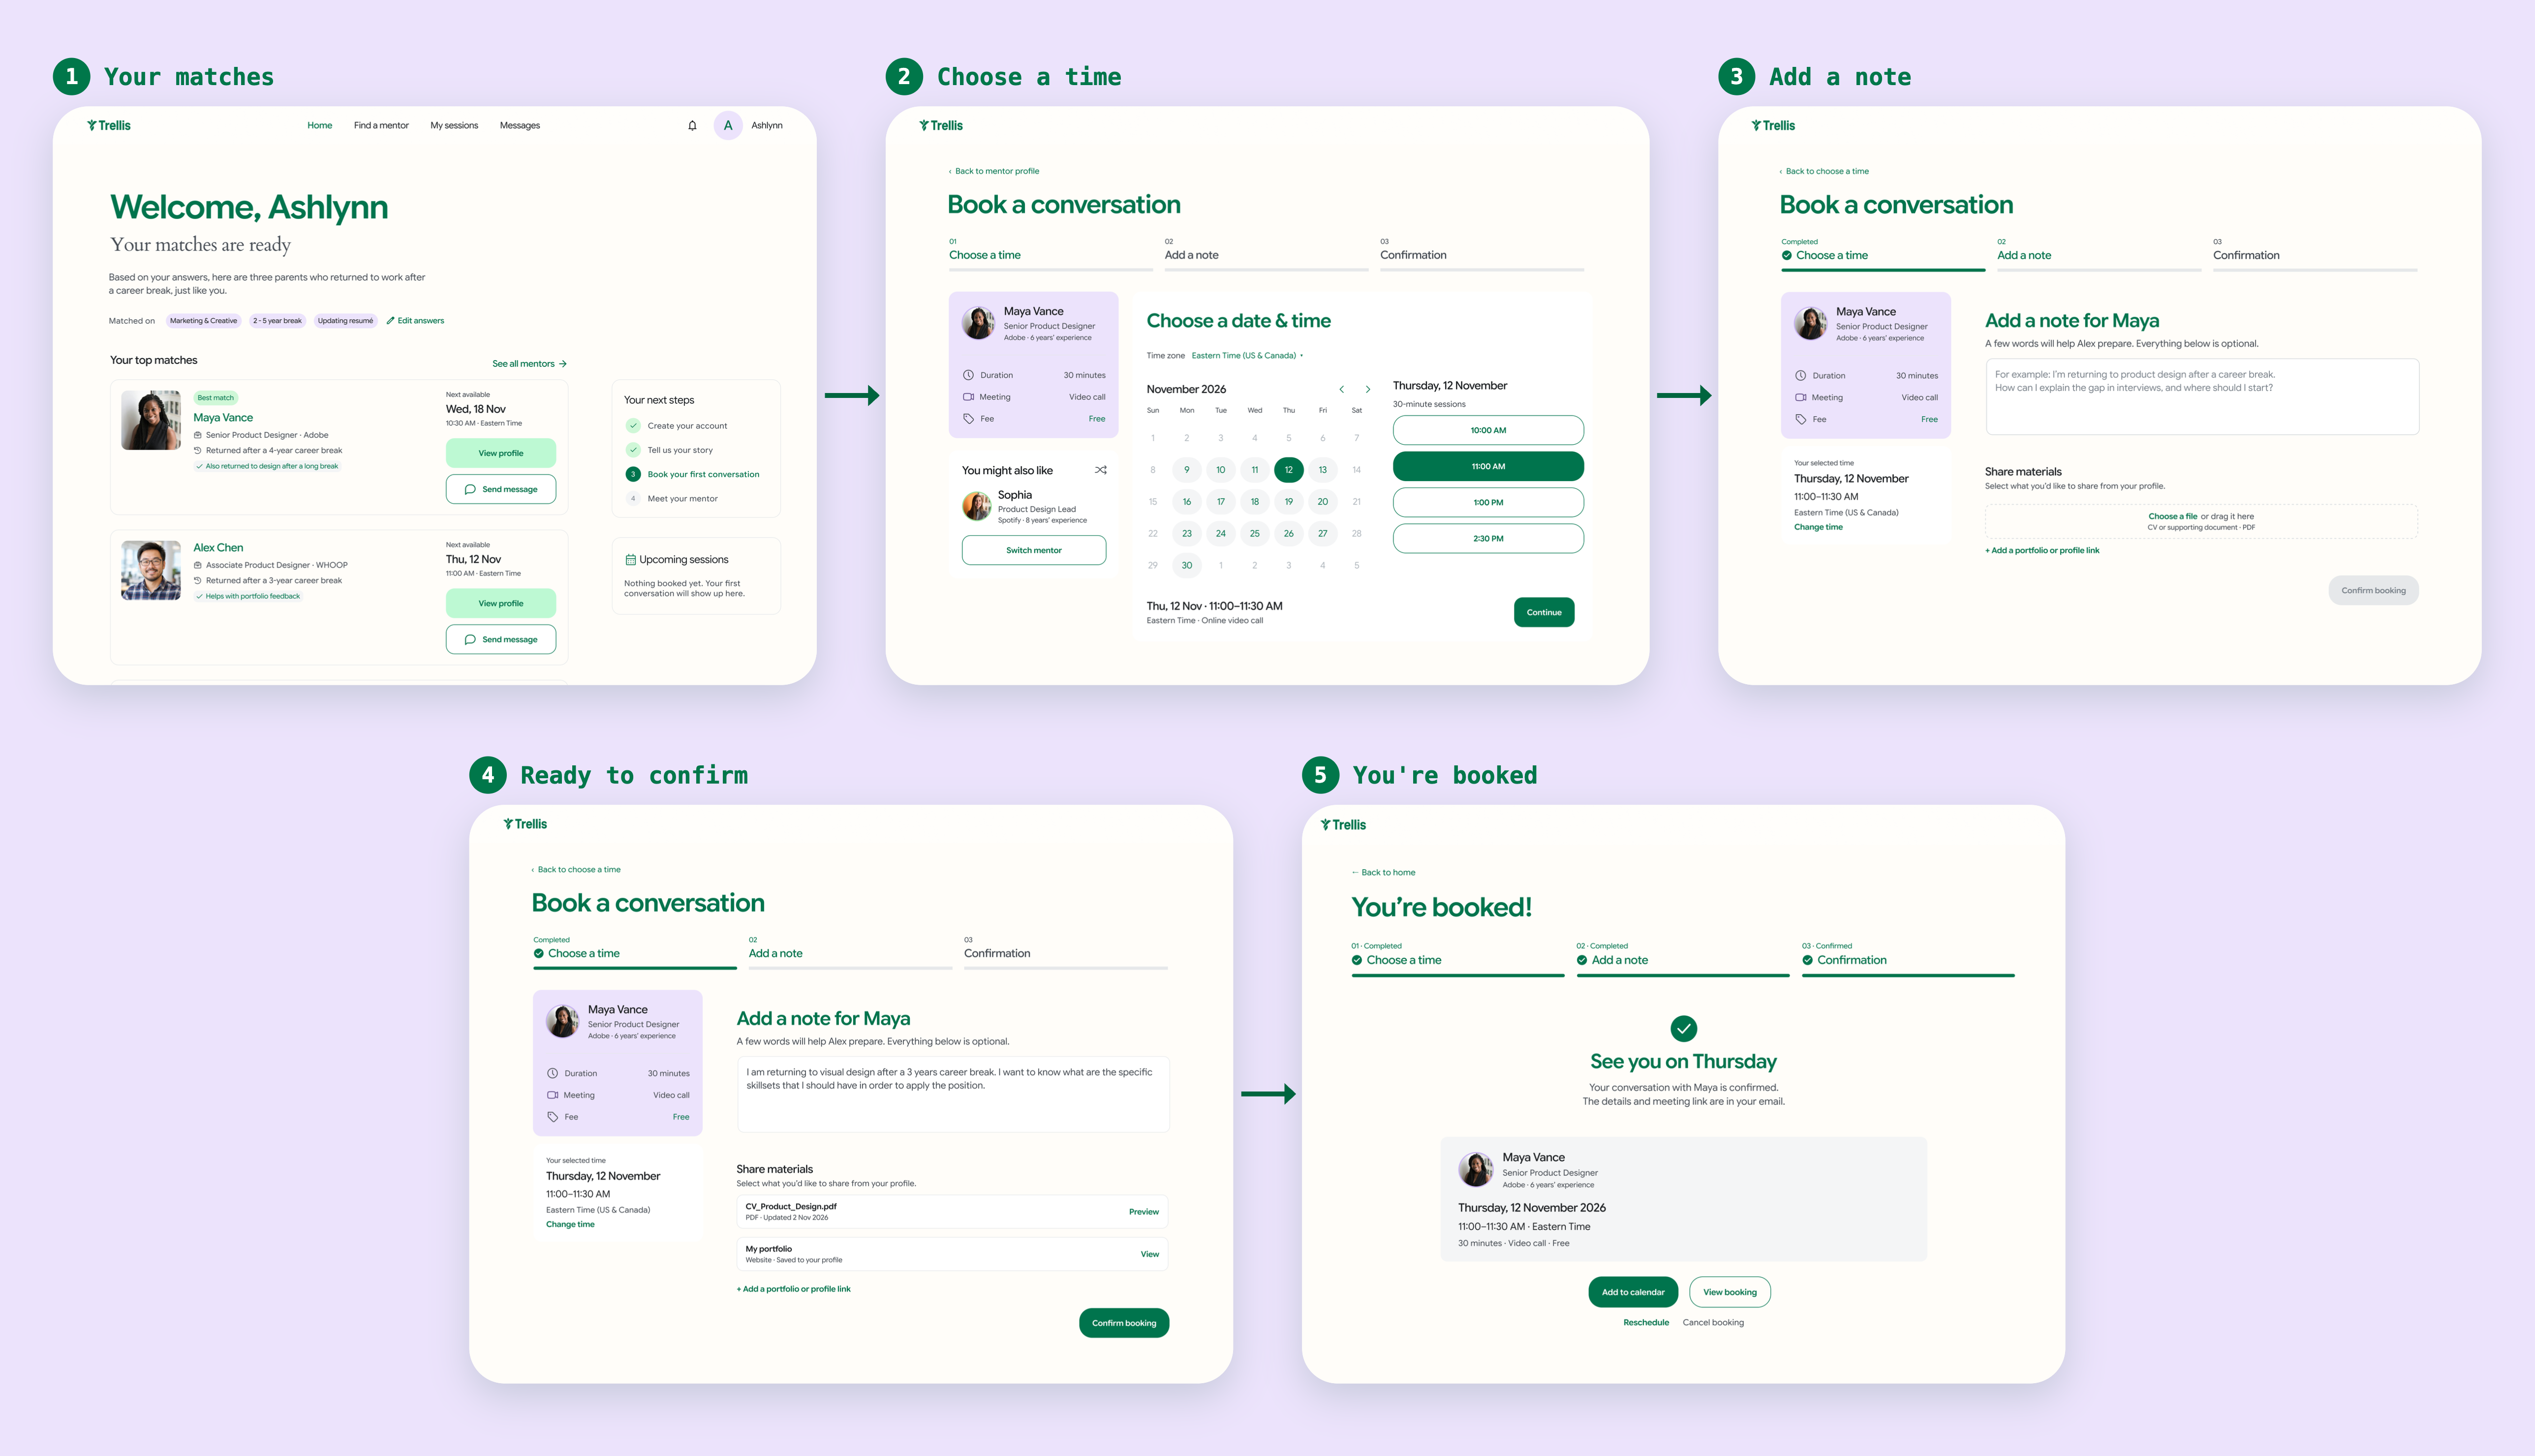 1 Your matches
Trellis
Home Find a mentor My sessions Messages
A Ashlynn
Welcome, Ashlynn
Your matches are ready
Based on your answers, here are three parents who returned to work after
a career break, just like you.
Matched on Marketing & Creative 2 - 5 year break Updating resumé Edit answers
Your top matches
See all mentors →
Best match
Maya Vance
Senior Product Designer · Adobe
Returned after a 4-year career break
Also returned to design after a long break
Next available
Wed, 18 Nov
10:30 AM · Eastern Time
View profile
Send message
Alex Chen
Associate Product Designer · WHOOP
Returned after a 3-year career break
Helps with portfolio feedback
Next available
Thu, 12 Nov
11:00 AM · Eastern Time
View profile
Send message
Your next steps
Create your account
Tell us your story
3 Book your first conversation
4 Meet your mentor
Upcoming sessions
Nothing booked yet. Your first
conversation will show up here.
2 Choose a time
Trellis
‹ Back to mentor profile
Book a conversation
01
Choose a time
02
Add a note
03
Confirmation
Maya Vance
Senior Product Designer
Adobe · 6 years' experience
Duration 30 minutes
Meeting Video call
Fee Free
You might also like
Sophia
Product Design Lead
Spotify · 8 years' experience
Switch mentor
Choose a date & time
Time zone Eastern Time (US & Canada)
November 2026
Sun Mon Tue Wed Thu Fri Sat
1 2 3 4 5 6 7
8 9 10 11 12 13 14
15 16 17 18 19 20 21
22 23 24 25 26 27 28
29 30 1 2 3 4 5
Thursday, 12 November
30-minute sessions
10:00 AM
11:00 AM
1:00 PM
2:30 PM
Thu, 12 Nov · 11:00–11:30 AM
Eastern Time · Online video call
Continue
3 Add a note
Trellis
‹ Back to choose a time
Book a conversation
Completed
Choose a time
02
Add a note
03
Confirmation
Maya Vance
Senior Product Designer
Adobe · 6 years' experience
Duration 30 minutes
Meeting Video call
Fee Free
Your selected time
Thursday, 12 November
11:00–11:30 AM
Eastern Time (US & Canada)
Change time
Add a note for Maya
A few words will help Alex prepare. Everything below is optional.
For example: I'm returning to product design after a career break.
How can I explain the gap in interviews, and where should I start?
Share materials
Select what you'd like to share from your profile.
Choose a file or drag it here
CV or supporting document · PDF
+ Add a portfolio or profile link
Confirm booking
4 Ready to confirm
Trellis
‹ Back to choose a time
Book a conversation
Completed
Choose a time
02
Add a note
03
Confirmation
Maya Vance
Senior Product Designer
Adobe · 6 years' experience
Duration 30 minutes
Meeting Video call
Fee Free
Your selected time
Thursday, 12 November
11:00–11:30 AM
Eastern Time (US & Canada)
Change time
Add a note for Maya
A few words will help Alex prepare. Everything below is optional.
I am returning to visual design after a 3 years career break. I want to know what are the specific
skillsets that I should have in order to apply the position.
Share materials
Select what you'd like to share from your profile.
CV_Product_Design.pdf
PDF · Updated 2 Nov 2026
Preview
My portfolio
Website · Saved to your profile
View
+ Add a portfolio or profile link
Confirm booking
5 You're booked
Trellis
← Back to home
You're booked!
01 · Completed
Choose a time
02 · Completed
Add a note
03 · Confirmed
Confirmation
See you on Thursday
Your conversation with Maya is confirmed.
The details and meeting link are in your email.
Maya Vance
Senior Product Designer
Adobe · 6 years' experience
Thursday, 12 November 2026
11:00–11:30 AM · Eastern Time
30 minutes · Video call · Free
Add to calendar
View booking
Reschedule Cancel booking